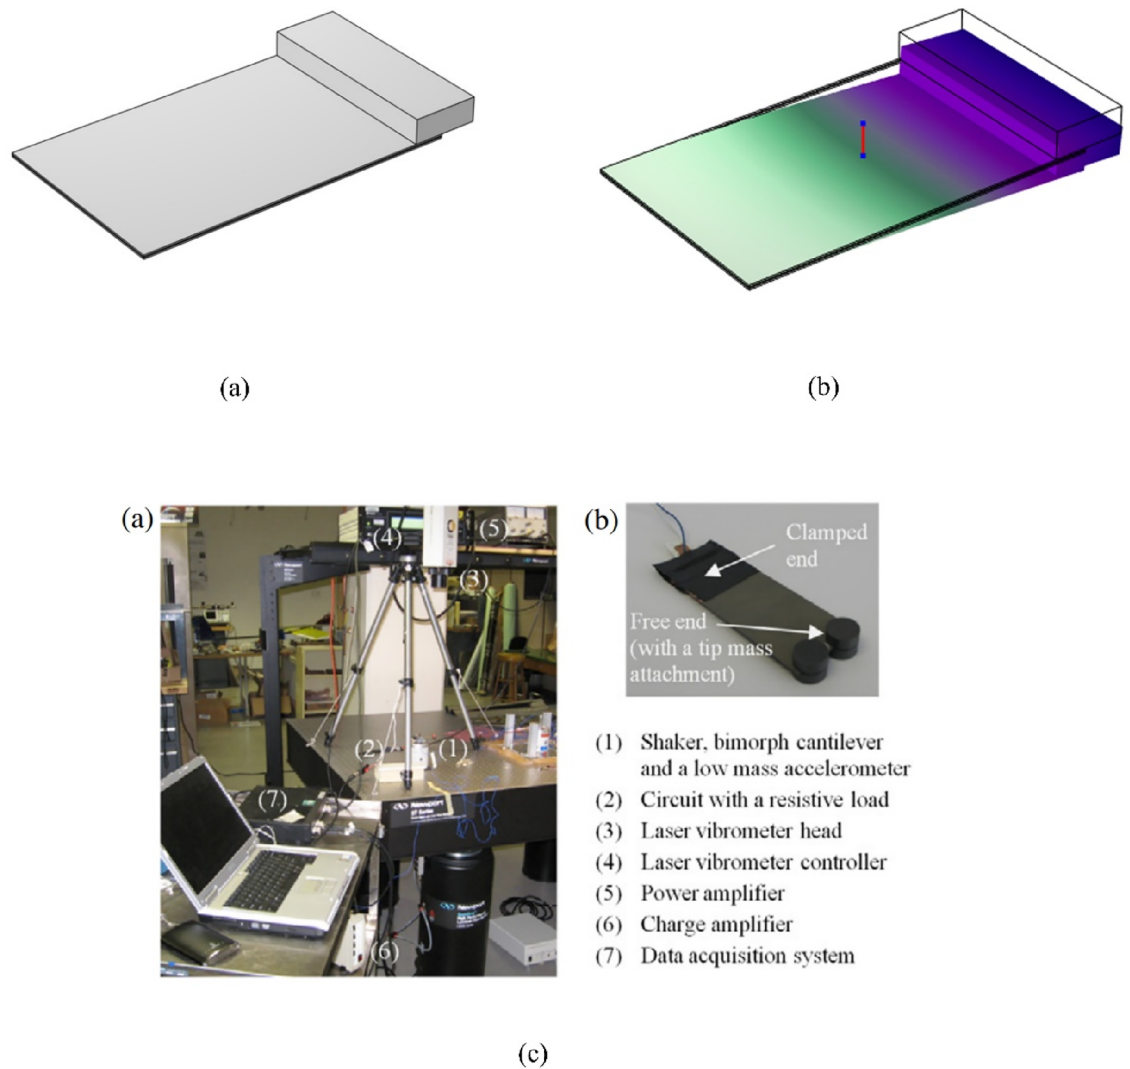 (a)
(b)
(a)
(4)
(5)
(3)
(2)
(1)
(7)
(6)
Newport
Newport
(b)
Clamped
end
Free end
(with a tip mass
attachment)
(1) Shaker, bimorph cantilever
and a low mass accelerometer
(2) Circuit with a resistive load
(3) Laser vibrometer head
(4) Laser vibrometer controller
(5) Power amplifier
(6) Charge amplifier
(7) Data acquisition system
(c)